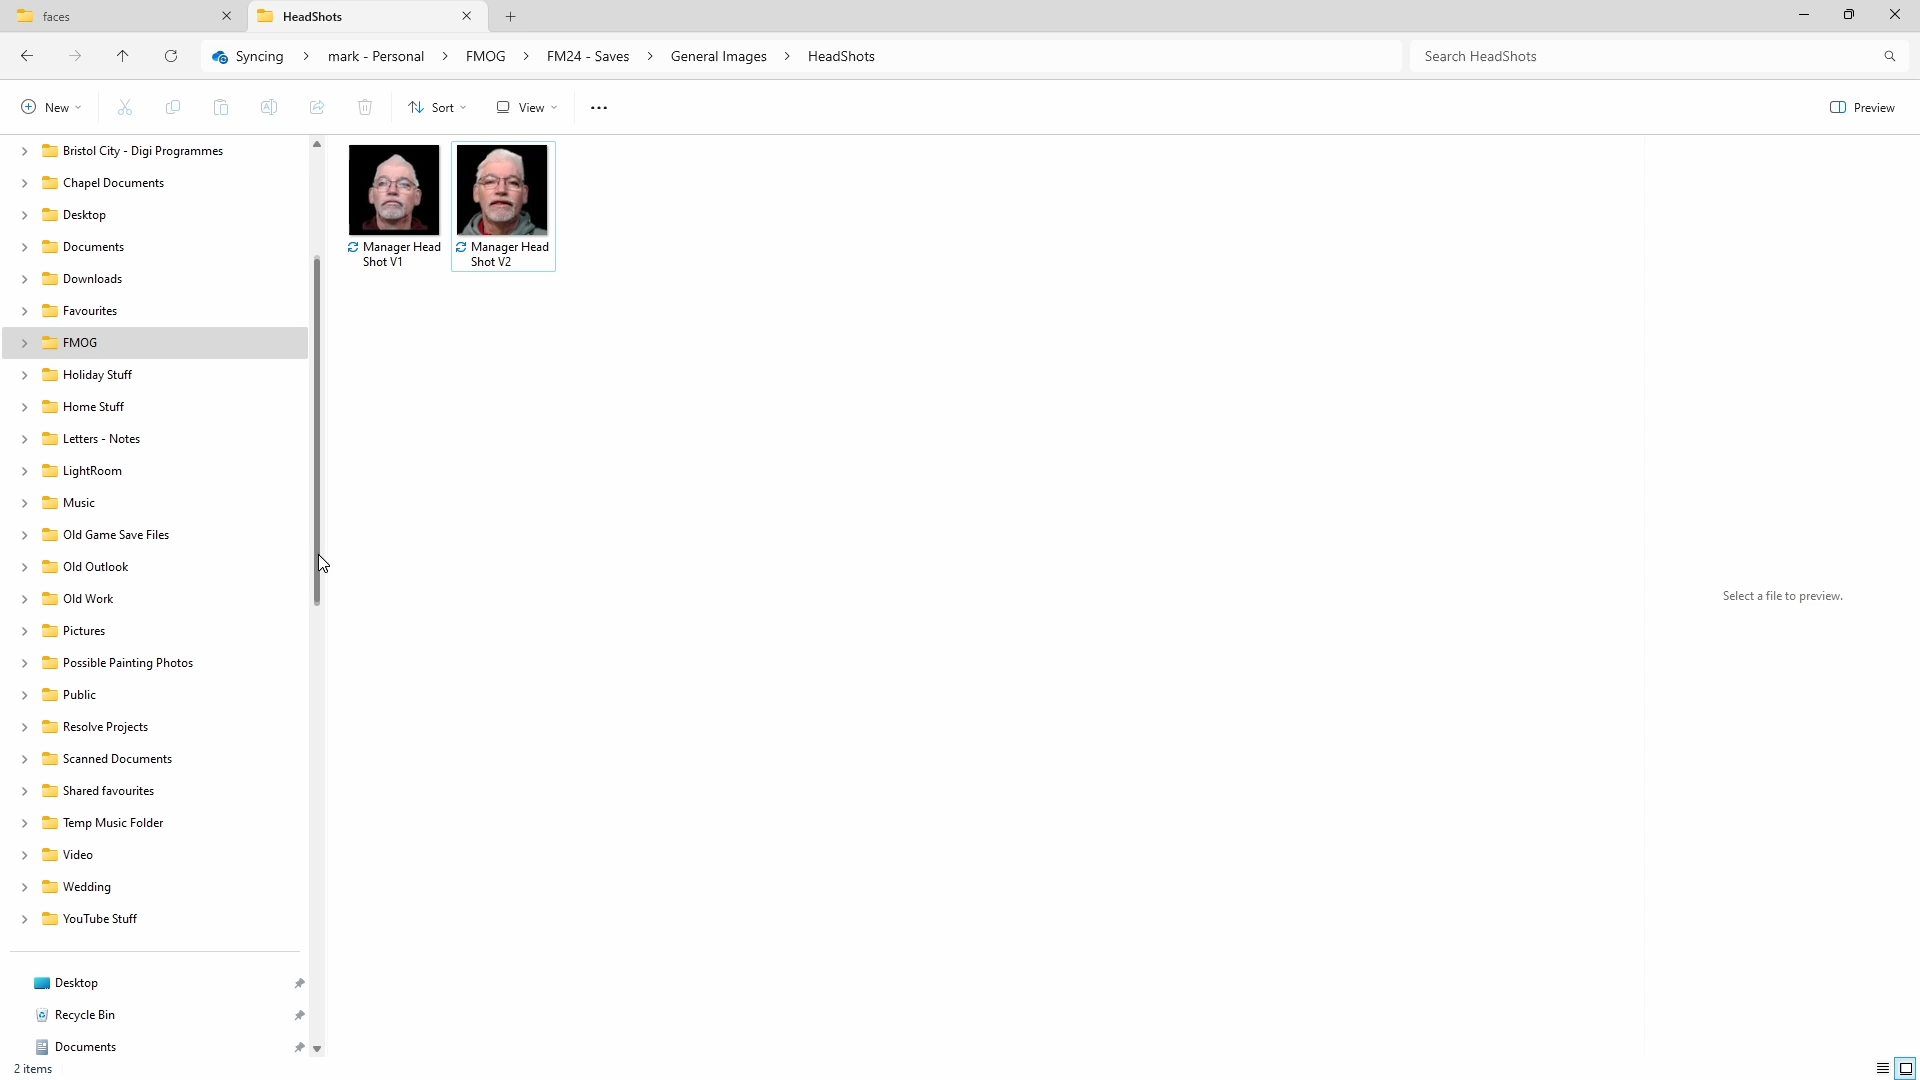 faces
HeadShots
Syncing > mark - Personal > FMOG > FM24 - Saves > General Images > HeadShots
Search HeadShots
New
Sort
View
Preview
Bristol City - Digi Programmes
Chapel Documents
Desktop
Documents
Downloads
Favourites
FMOG
Holiday Stuff
Home Stuff
Letters - Notes
LightRoom
Music
Old Game Save Files
Old Outlook
Old Work
Pictures
Possible Painting Photos
Public
Resolve Projects
Scanned Documents
Shared favourites
Temp Music Folder
Video
Wedding
YouTube Stuff
Desktop
Recycle Bin
Documents
Manager Head
Shot V1
Manager Head
Shot V2
Select a file to preview.
2 items